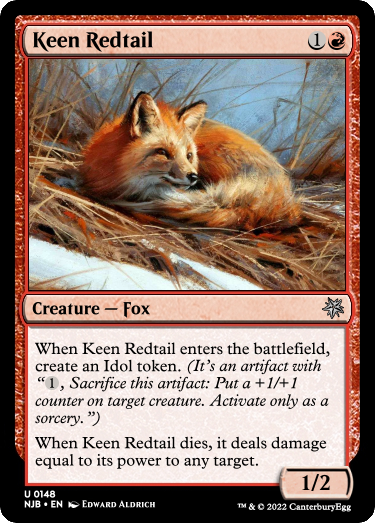 Keen Redtail 1
Creature — Fox
When Keen Redtail enters the battlefield,
create an Idol token. (It's an artifact with
“1, Sacrifice this artifact: Put a +1/+1
counter on target creature. Activate only as a
sorcery.”)
When Keen Redtail dies, it deals damage
equal to its power to any target.
1/2
U 0148
NJB • EN Edward Aldrich
™ & © 2022 CanterburyEgg